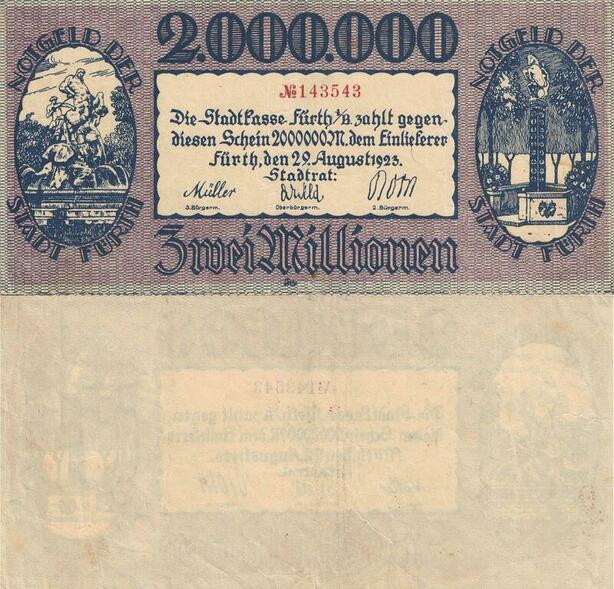 NOTGELD DER
STADT FÜRTH
2.000.000
№143543
Die Stadtkasse Fürth i/B. zahlt gegen
diesen Schein 2000000M. dem Einlieferer
Fürth, den 29. August 1923.
Stadtrat:
Müller
3. Bürgerm. Oberbürgerm. 2. Bürgerm.
Zwei Millionen
NOTGELD DER
STADT FÜRTH